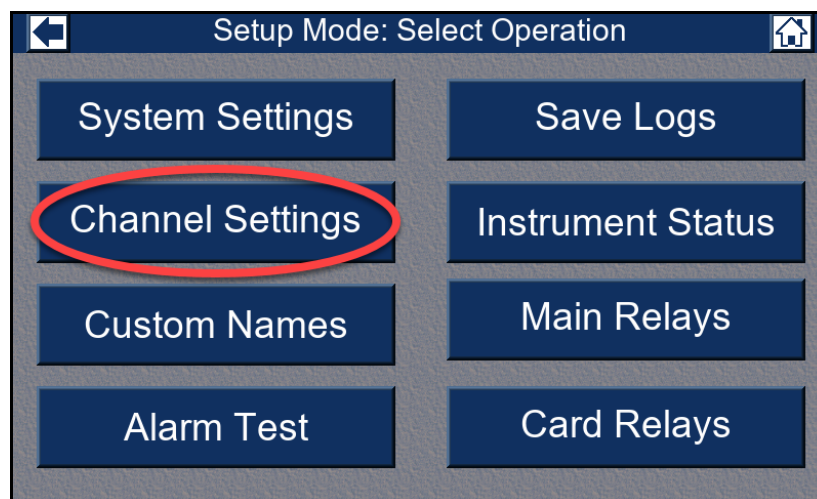 Setup Mode: Select Operation
System Settings
Save Logs
Channel Settings
Instrument Status
Custom Names
Main Relays
Alarm Test
Card Relays